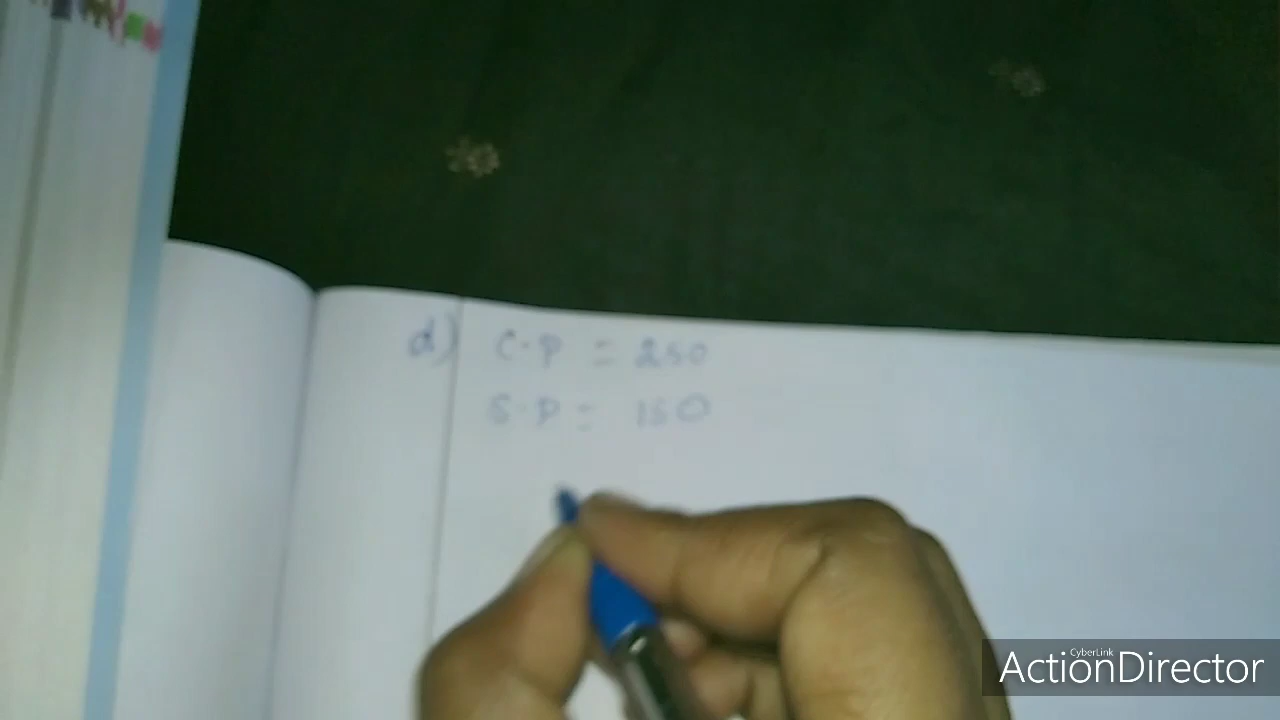 d) C.P = 250
S.P = 150
CyberLink
ActionDirector